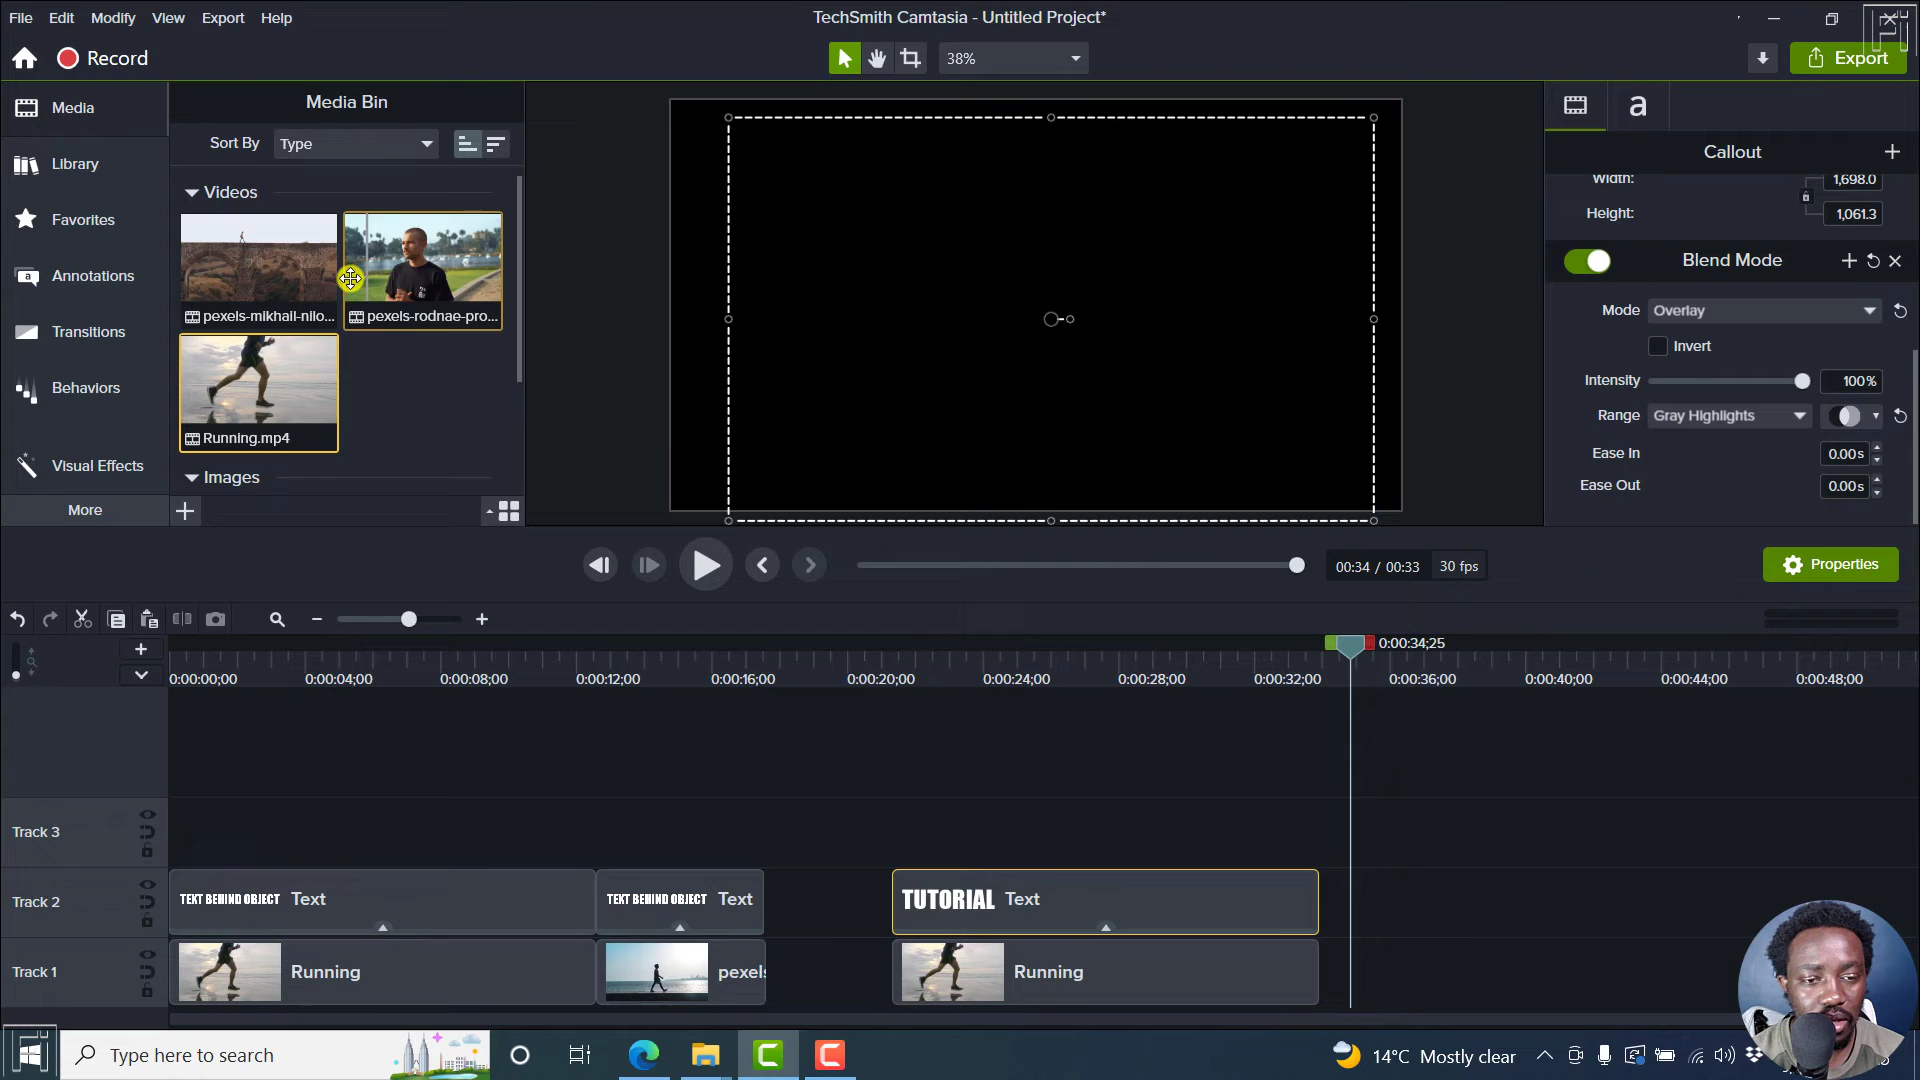 File Edit Modify View Export Help
TechSmith Camtasia - Untitled Project*
Record
38%
Export
Media
Library
Favorites
Annotations
Transitions
Behaviors
Visual Effects
More
Media Bin
Sort By Type
Videos
pexels-mikhail-nilo... pexels-rodnae-pro...
Running.mp4
Images
a
Callout
Width: 1,698.0
Height: 1,061.3
Blend Mode
Mode Overlay
Invert
Intensity 100%
Range Gray Highlights
Ease In 0.00s
Ease Out 0.00s
00:34 / 00:33 30 fps
Properties
0:00:34;25
0:00:00;00 0:00:04;00 0:00:08;00 0:00:12;00 0:00:16;00 0:00:20;00 0:00:24;00 0:00:28;00 0:00:32;00 0:00:36;00 0:00:40;00 0:00:44;00 0:00:48;00
Track 3
Track 2 TEXT BEHIND OBJECT Text TEXT BEHIND OBJECT Text TUTORIAL Text
Track 1 Running pexels Running
Type here to search
14°C Mostly clear